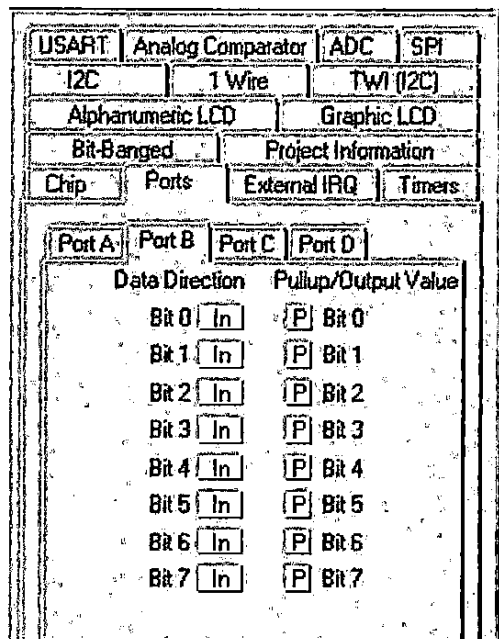 USART Analog Comparator ADC SPI
I2C 1 Wire TWI (I2C)
Alphanumeric LCD Graphic LCD
Bit-Banged Project Information
Chip Ports External IRQ Timers
Port A Port B Port C Port D
Data Direction Pullup/Output Value
Bit 0 In P Bit 0
Bit 1 In P Bit 1
Bit 2 In P Bit 2
Bit 3 In P Bit 3
Bit 4 In P Bit 4
Bit 5 In P Bit 5
Bit 6 In P Bit 6
Bit 7 In P Bit 7